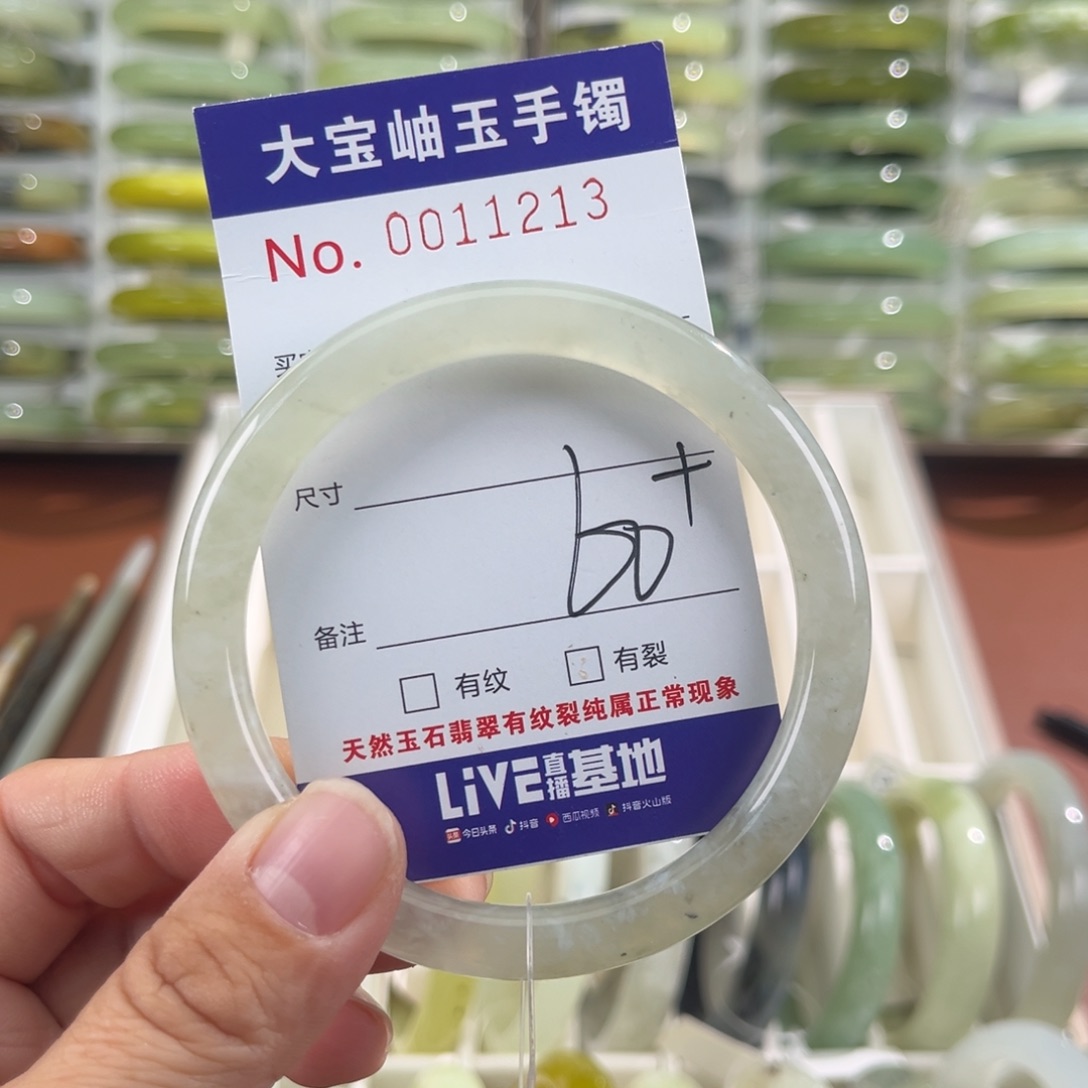 大宝岫玉手镯
No. 0011213
尺寸 60+
备注
有纹 有裂
天然玉石翡翠有纹裂纯属正常现象
LiVE直播基地
头条 今日头条 抖音 西瓜视频 抖音火山版